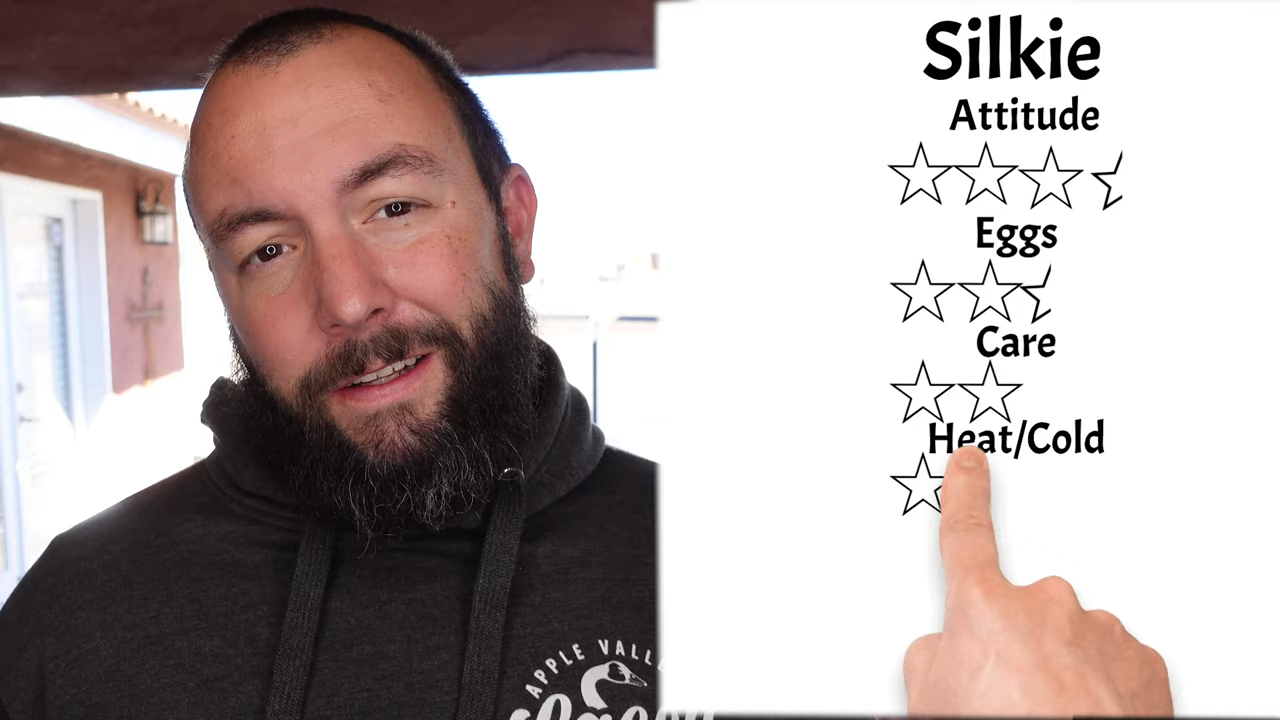 Silkie
Attitude
Eggs
Care
Heat/Cold
APPLE VALL